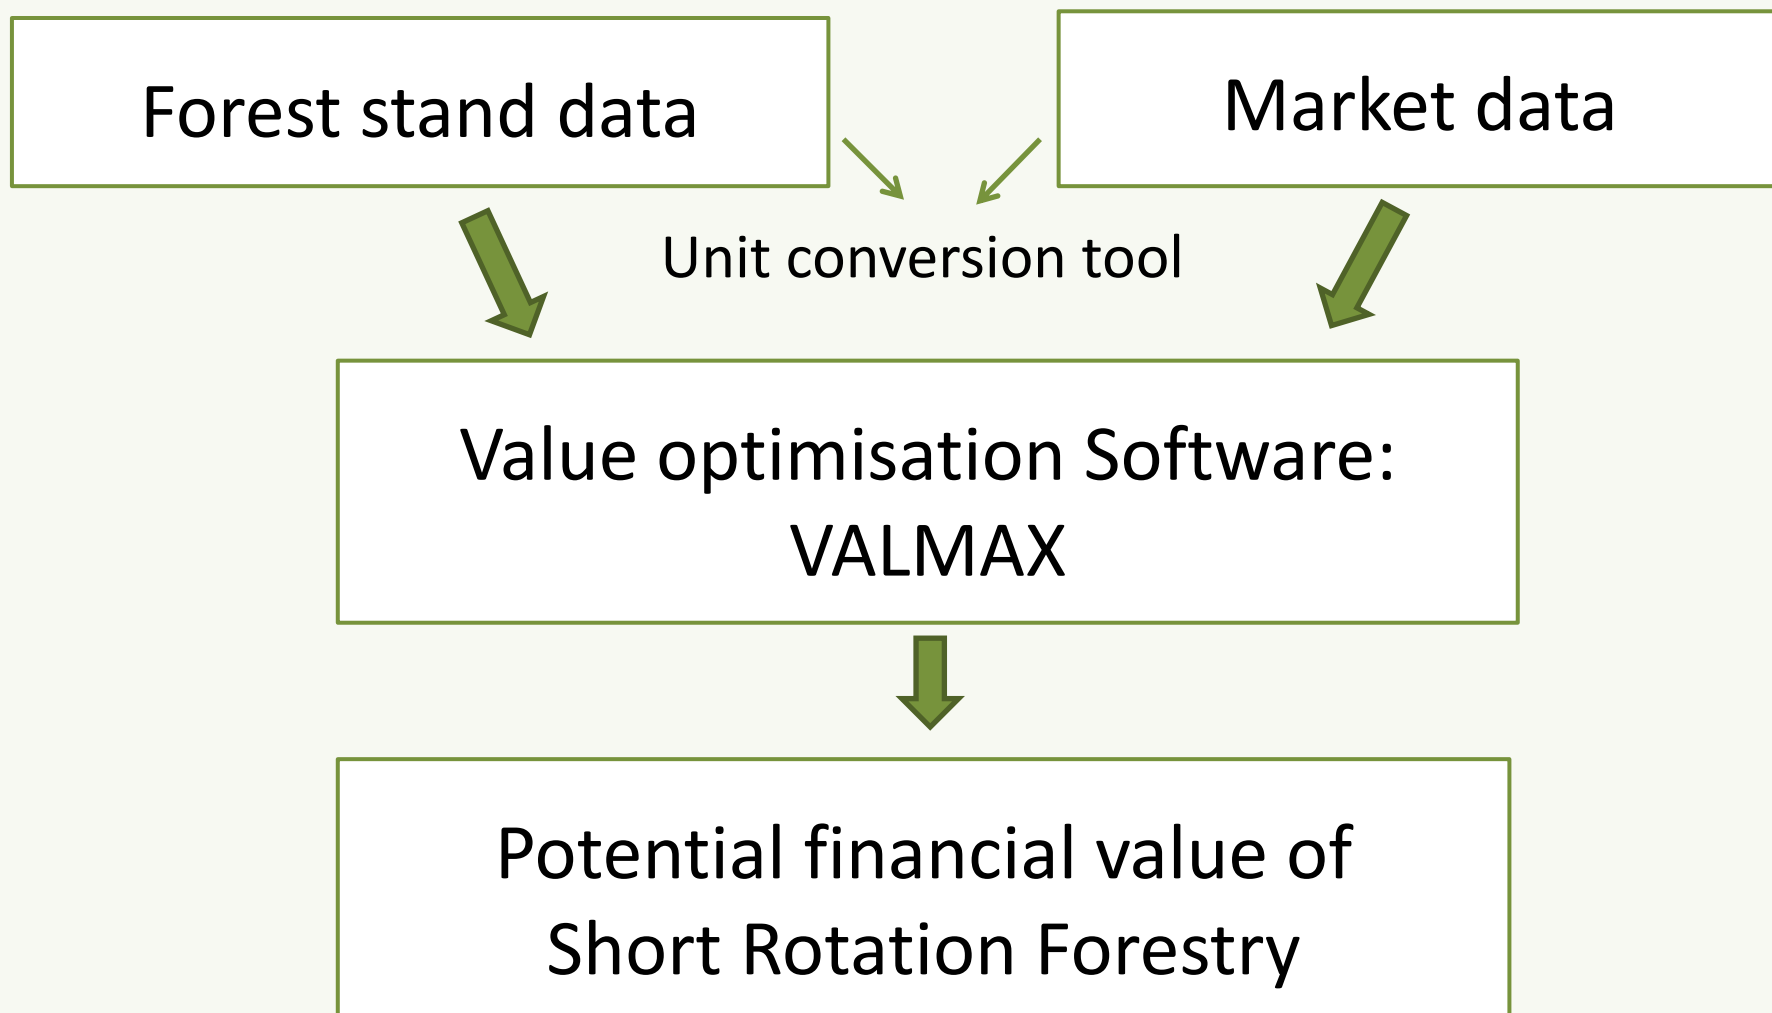 Forest stand data
Market data
Unit conversion tool
Value optimisation Software:
VALMAX
Potential financial value of
Short Rotation Forestry